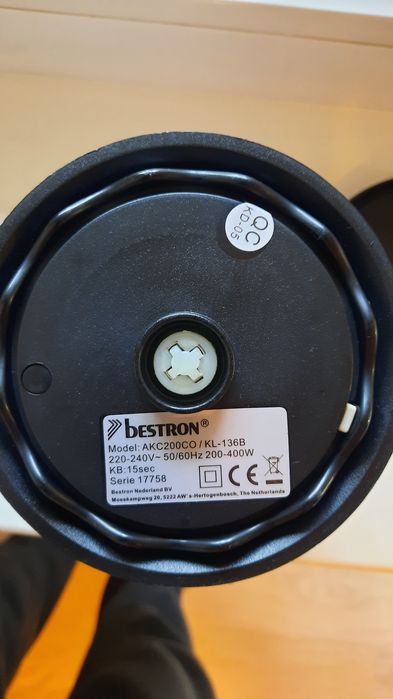 QC
KD-05
BESTRON®
Model: AKC200CO / KL-136B
220-240V~ 50/60Hz 200-400W
KB:15sec
Serie 17758
Bestron Nederland BV
Moeskampweg 20, 5222 AW 's-Hertogenbosch, The Netherlands
CE